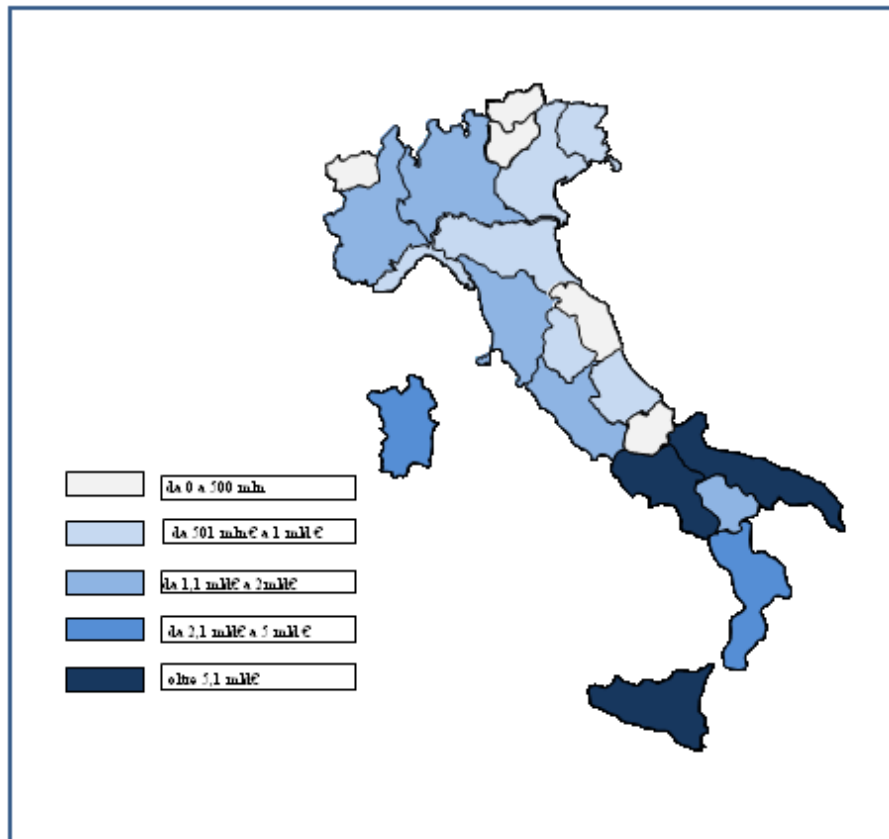 da 0 a 500 mln
da 501 mln€ a 1 mld €
da 1,1 mld€ a 2mld€
da 2,1 mld€ a 5 mld €
oltre 5,1 mld€